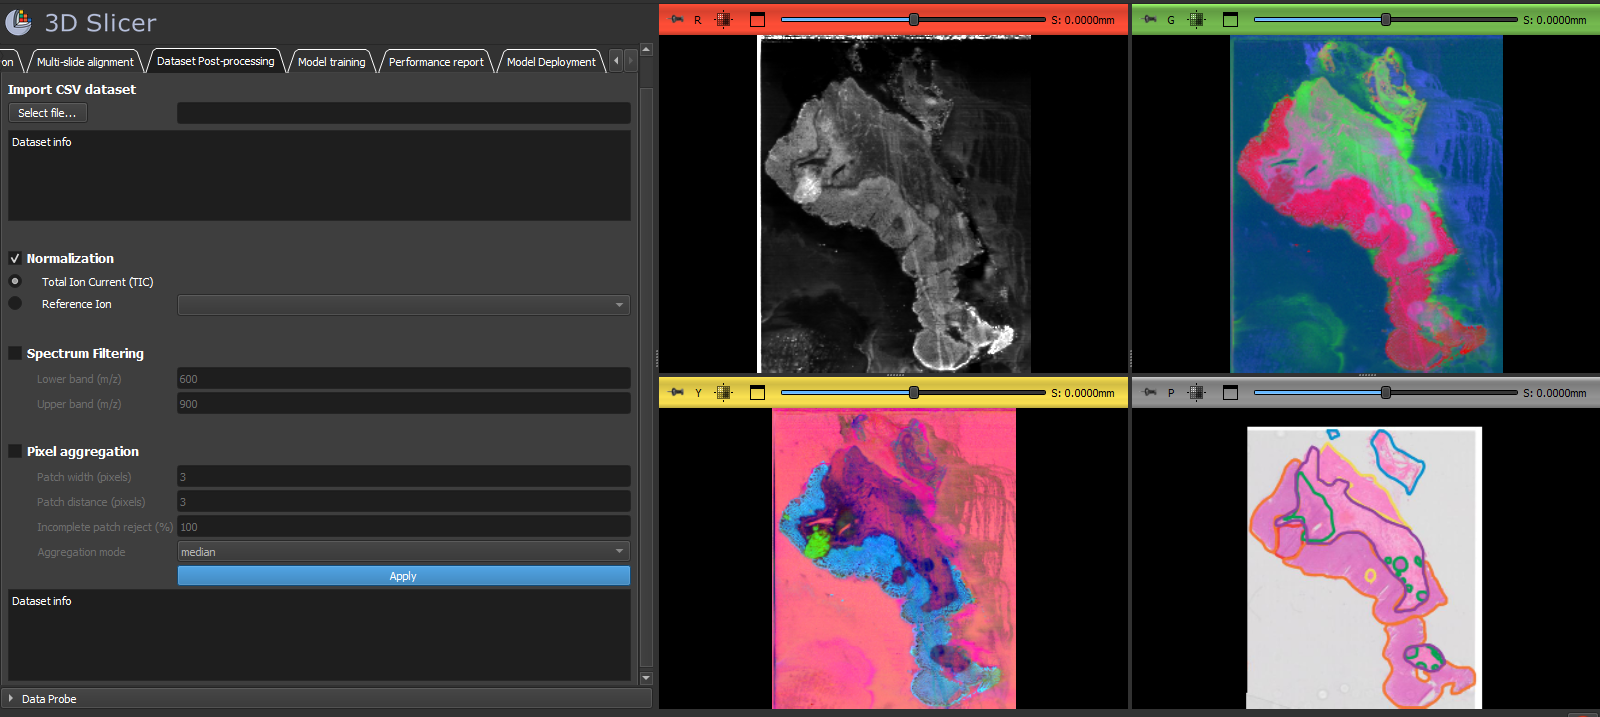 3D Slicer
on
Multi-slide alignment
Dataset Post-processing
Model training
Performance report
Model Deployment
Import CSV dataset
Select file...
Dataset info
Normalization
Total Ion Current (TIC)
Reference Ion
Spectrum Filtering
Lower band (m/z)
600
Upper band (m/z)
900
Pixel aggregation
Patch width (pixels)
3
Patch distance (pixels)
3
Incomplete patch reject (%)
100
Aggregation mode
median
Apply
Dataset info
Data Probe
R
S: 0.0000mm
G
S: 0.0000mm
Y
S: 0.0000mm
P
S: 0.0000mm